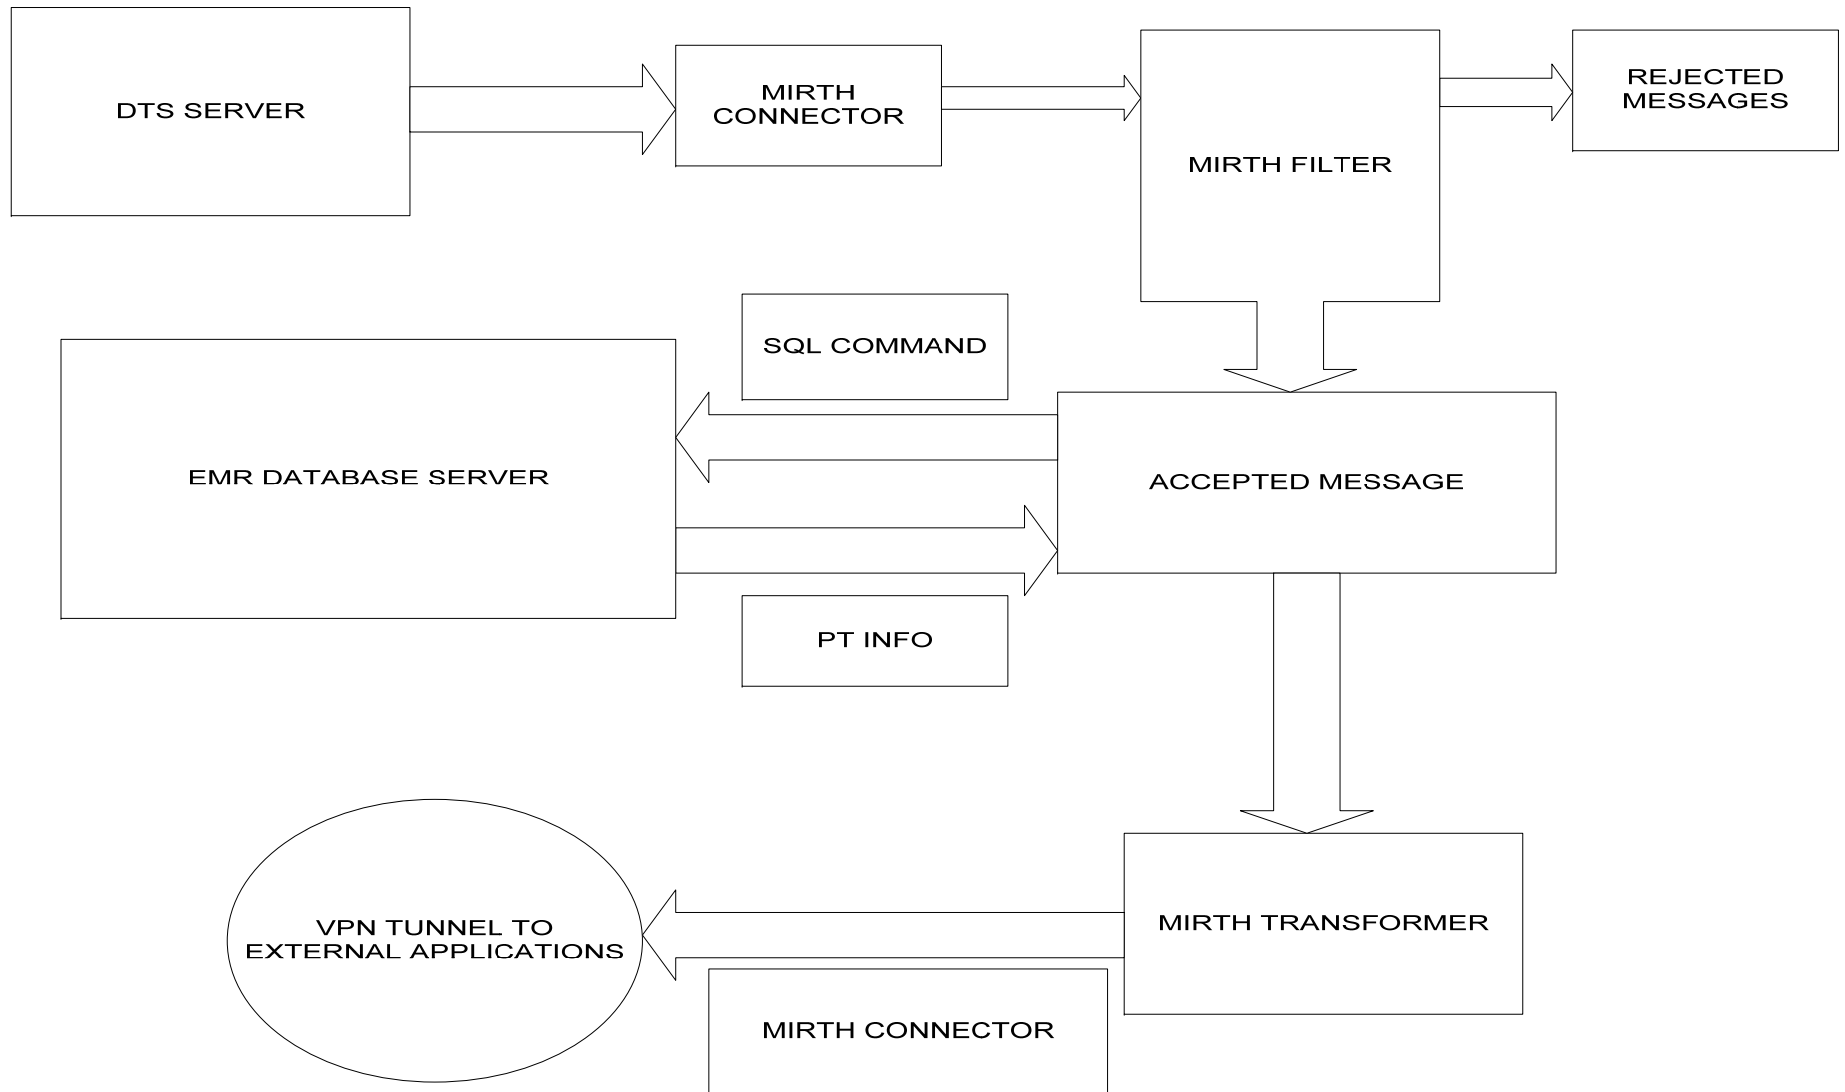 DTS SERVER
MIRTH
CONNECTOR
MIRTH FILTER
REJECTED
MESSAGES
SQL COMMAND
EMR DATABASE SERVER
ACCEPTED MESSAGE
PT INFO
VPN TUNNEL TO
EXTERNAL APPLICATIONS
MIRTH TRANSFORMER
MIRTH CONNECTOR